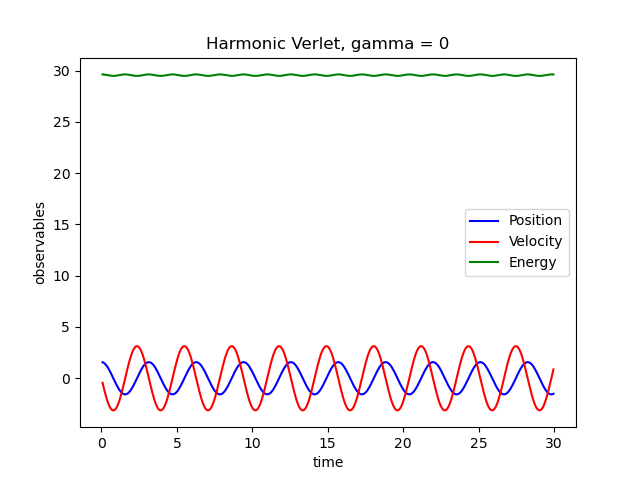 Harmonic Verlet, gamma = 0
observables
30
25
20
15
10
5
0
Position
Velocity
Energy
0 5 10 15 20 25 30
time